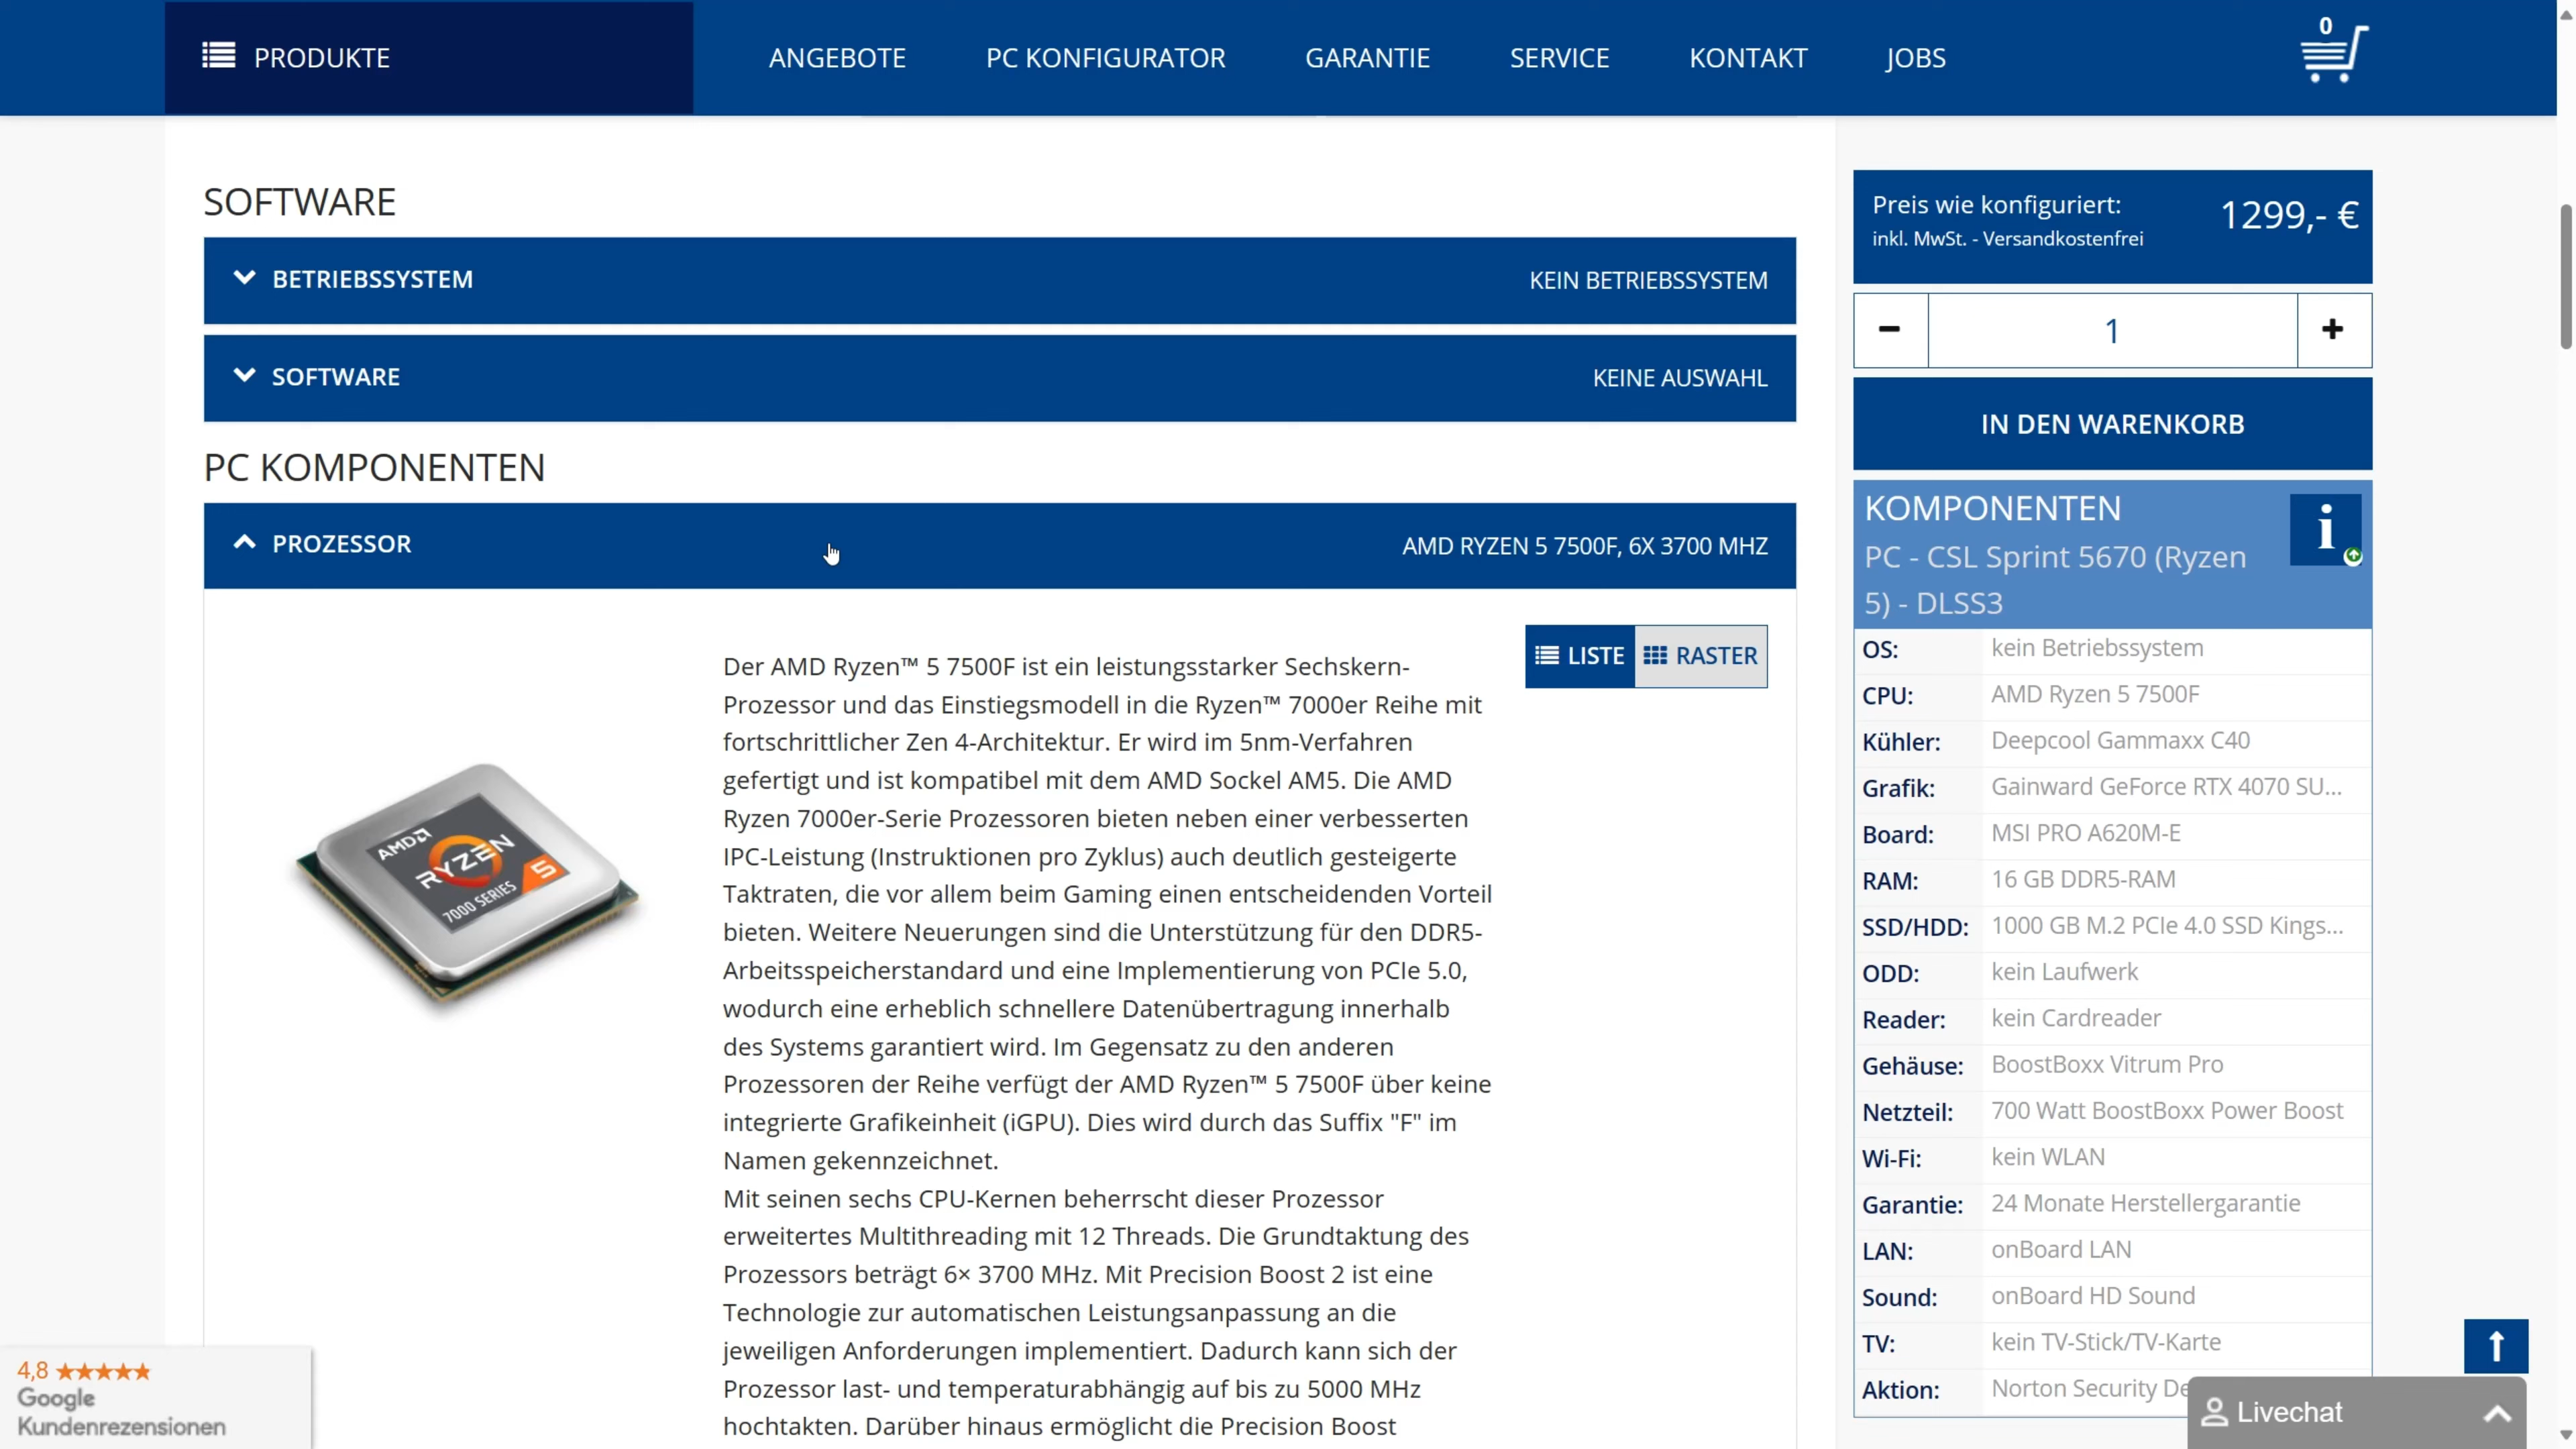 PRODUKTE
ANGEBOTE
PC KONFIGURATOR
GARANTIE
SERVICE
KONTAKT
JOBS
0
SOFTWARE
BETRIEBSSYSTEM
KEIN BETRIEBSSYSTEM
SOFTWARE
KEINE AUSWAHL
PC KOMPONENTEN
PROZESSOR
AMD RYZEN 5 7500F, 6X 3700 MHZ
LISTE
RASTER
AMD
RYZEN
5
7000 SERIES
Der AMD Ryzen™ 5 7500F ist ein leistungsstarker Sechskern-
Prozessor und das Einstiegsmodell in die Ryzen™ 7000er Reihe mit
fortschrittlicher Zen 4-Architektur. Er wird im 5nm-Verfahren
gefertigt und ist kompatibel mit dem AMD Sockel AM5. Die AMD
Ryzen 7000er-Serie Prozessoren bieten neben einer verbesserten
IPC-Leistung (Instruktionen pro Zyklus) auch deutlich gesteigerte
Taktraten, die vor allem beim Gaming einen entscheidenden Vorteil
bieten. Weitere Neuerungen sind die Unterstützung für den DDR5-
Arbeitsspeicherstandard und eine Implementierung von PCIe 5.0,
wodurch eine erheblich schnellere Datenübertragung innerhalb
des Systems garantiert wird. Im Gegensatz zu den anderen
Prozessoren der Reihe verfügt der AMD Ryzen™ 5 7500F über keine
integrierte Grafikeinheit (iGPU). Dies wird durch das Suffix "F" im
Namen gekennzeichnet.
Mit seinen sechs CPU-Kernen beherrscht dieser Prozessor
erweitertes Multithreading mit 12 Threads. Die Grundtaktung des
Prozessors beträgt 6× 3700 MHz. Mit Precision Boost 2 ist eine
Technologie zur automatischen Leistungsanpassung an die
jeweiligen Anforderungen implementiert. Dadurch kann sich der
Prozessor last- und temperaturabhängig auf bis zu 5000 MHz
hochtakten. Darüber hinaus ermöglicht die Precision Boost
Preis wie konfiguriert:
1299,- €
inkl. MwSt. - Versandkostenfrei
1
IN DEN WARENKORB
KOMPONENTEN
PC - CSL Sprint 5670 (Ryzen
5) - DLSS3
i
OS: kein Betriebssystem
CPU: AMD Ryzen 5 7500F
Kühler: Deepcool Gammaxx C40
Grafik: Gainward GeForce RTX 4070 SU...
Board: MSI PRO A620M-E
RAM: 16 GB DDR5-RAM
SSD/HDD: 1000 GB M.2 PCIe 4.0 SSD Kings...
ODD: kein Laufwerk
Reader: kein Cardreader
Gehäuse: BoostBoxx Vitrum Pro
Netzteil: 700 Watt BoostBoxx Power Boost
Wi-Fi: kein WLAN
Garantie: 24 Monate Herstellergarantie
LAN: onBoard LAN
Sound: onBoard HD Sound
TV: kein TV-Stick/TV-Karte
Aktion: Norton Security De
Livechat
4,8
Google
Kundenrezensionen